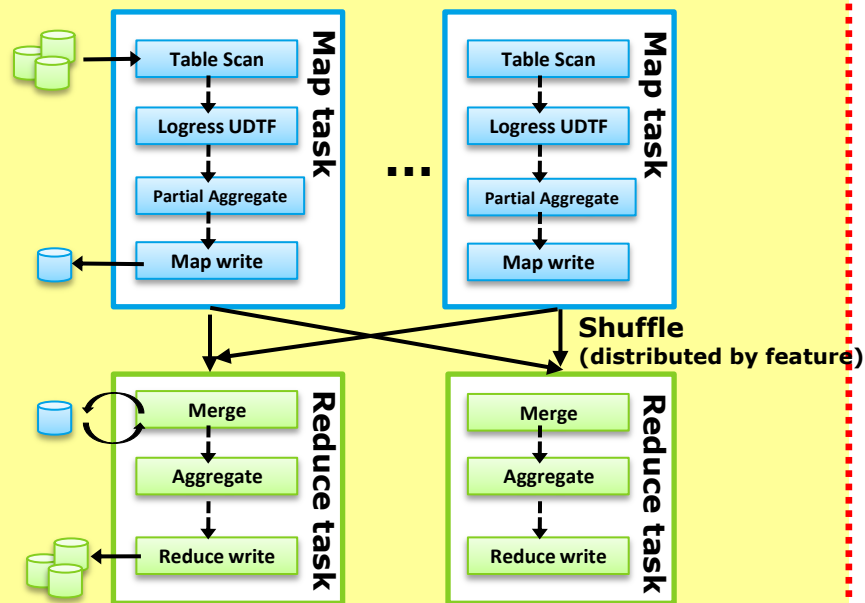 Table Scan
Logress UDTF
Partial Aggregate
Map write
Map task
...
Table Scan
Logress UDTF
Partial Aggregate
Map write
Map task
Shuffle
(distributed by feature)
Merge
Aggregate
Reduce write
Reduce task
Merge
Aggregate
Reduce write
Reduce task